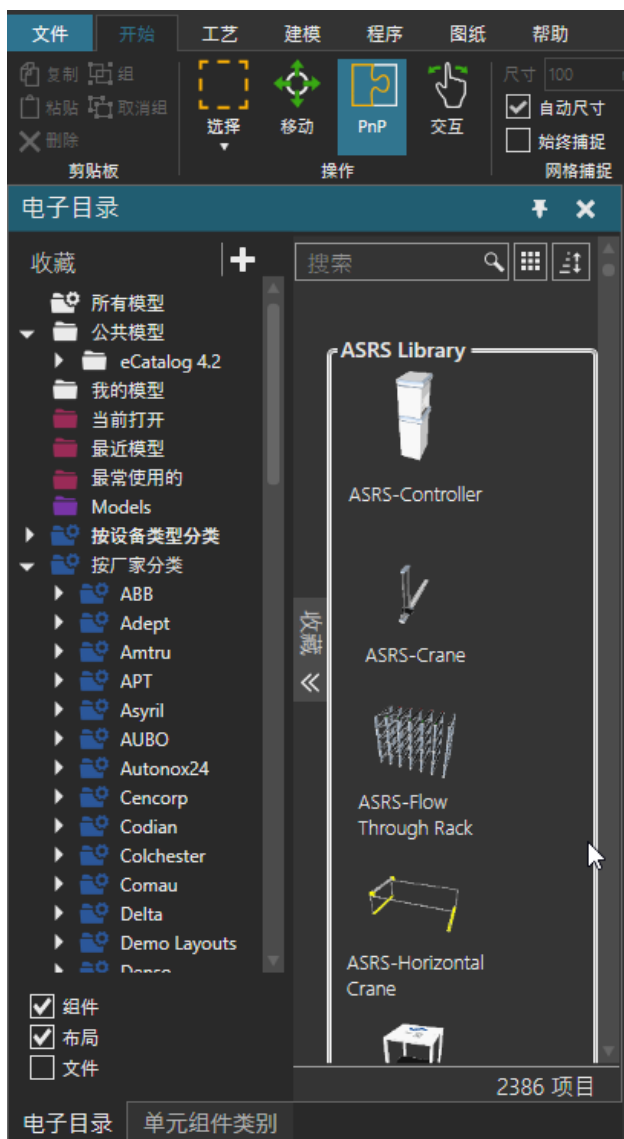 文件 开始 工艺 建模 程序 图纸 帮助
复制 组
粘贴 取消组
删除
剪贴板
选择 移动 PnP 交互
操作
尺寸 100
自动尺寸
始终捕捉
网格捕捉
电子目录
收藏
所有模型
公共模型
eCatalog 4.2
我的模型
当前打开
最近模型
最常使用的
Models
按设备类型分类
按厂家分类
ABB
Adept
Amtru
APT
Asyril
AUBO
Autonox24
Cencorp
Codian
Colchester
Comau
Delta
Demo Layouts
Denso
组件
布局
文件
收藏
搜索
ASRS Library
ASRS-Controller
ASRS-Crane
ASRS-Flow
Through Rack
ASRS-Horizontal
Crane
2386 项目
电子目录 单元组件类别